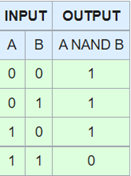 INPUT OUTPUT
A B A NAND B
0 0 1
0 1 1
1 0 1
1 1 0